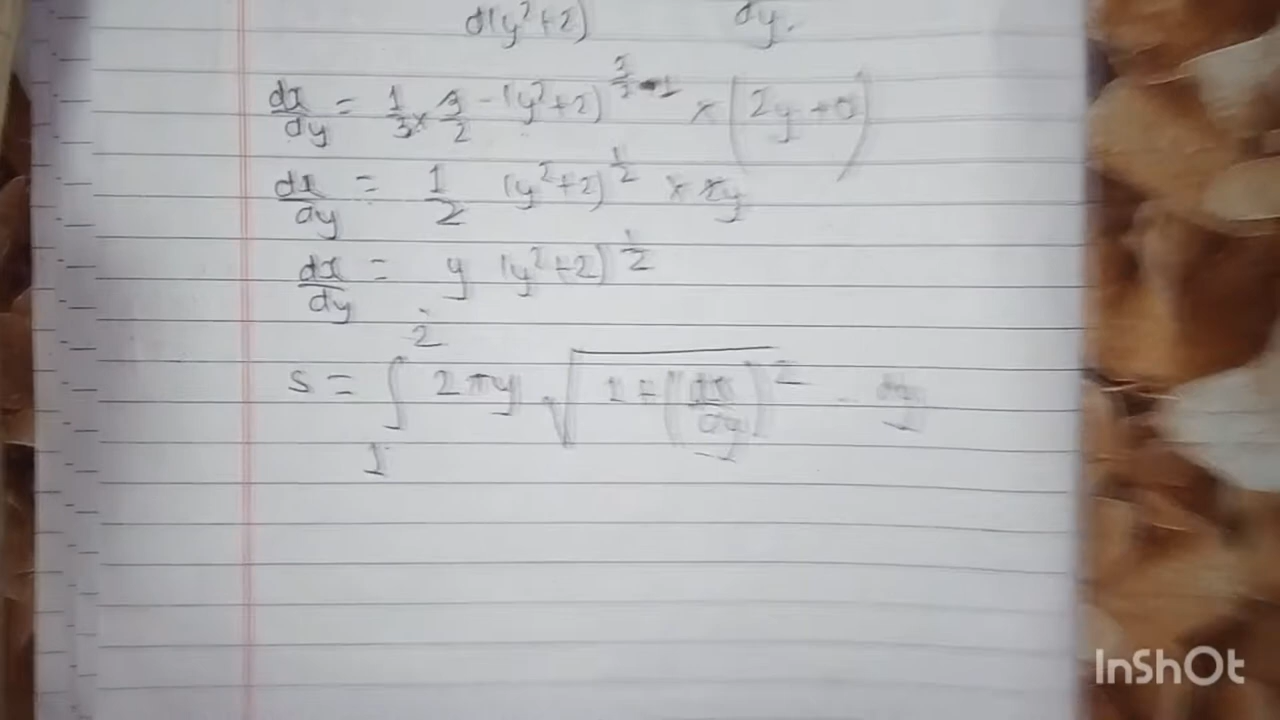 d(y²+2) dy.
dx/dy = 1/3 × 3/2 - (y²+2)^(3/2-1) × (2y+0)
dx/dy = 1/2 (y²+2)^(1/2) × 2y
dx/dy = y (y²+2)^(1/2)
S = ∫₁² 2πy √(1+(dx/dy)²) dy
InShOt